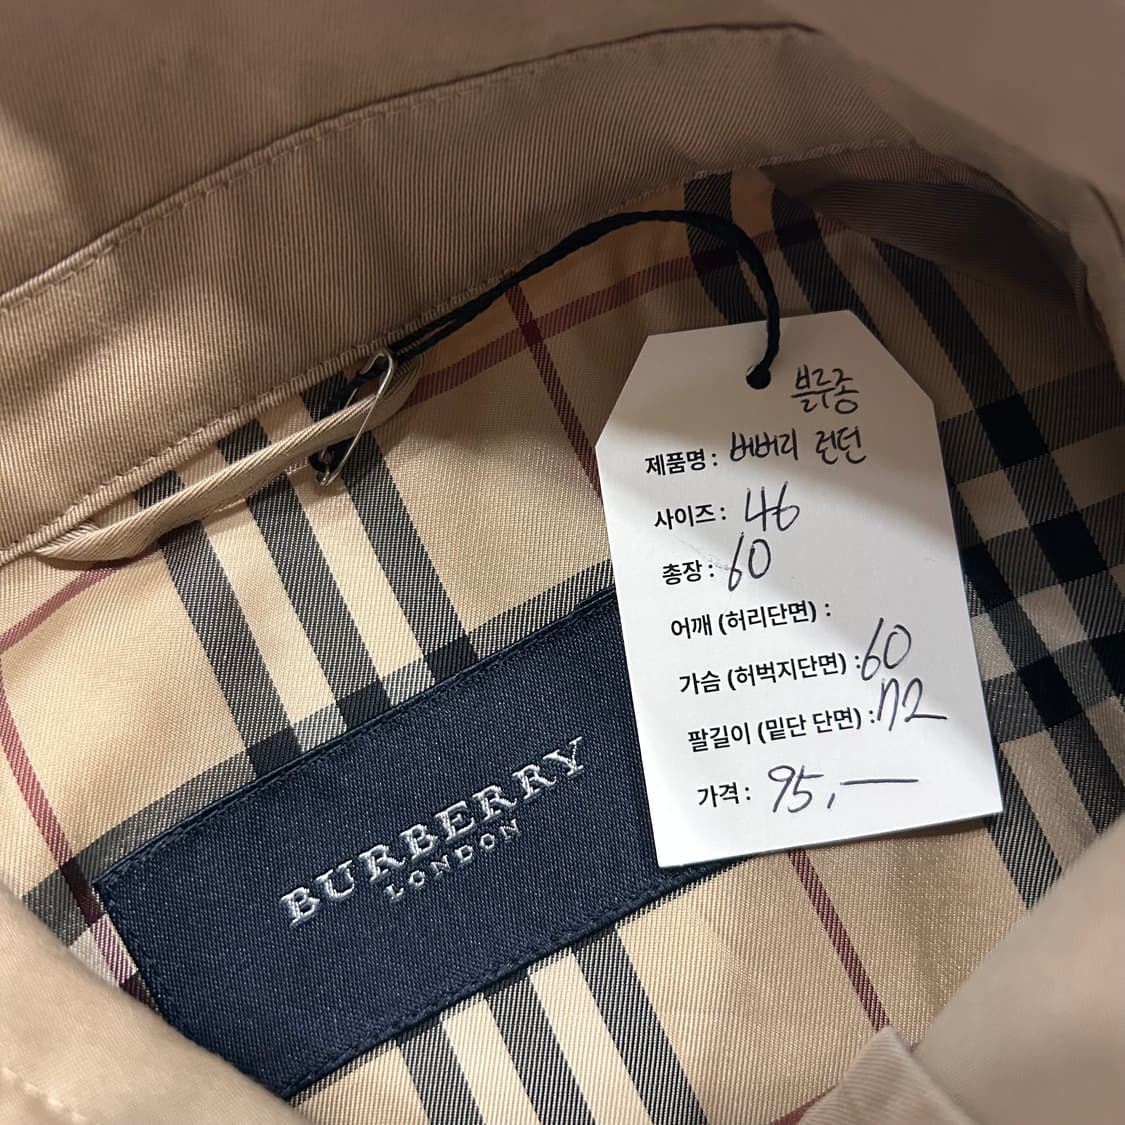 블루종
제품명 : 버버리 런던
사이즈 : 46
총장 : 60
어깨 (허리단면) :
가슴 (허벅지단면) : 60
팔길이 (밑단 단면) : 72
가격 : 95,—
BURBERRY
LONDON